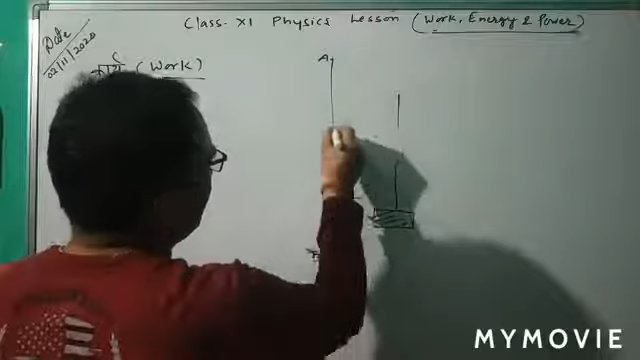 Class- XI Physics Lesson (Work, Energy & Power)
Date
02/11/2020
कार्य (Work)
A
MYMOVIE